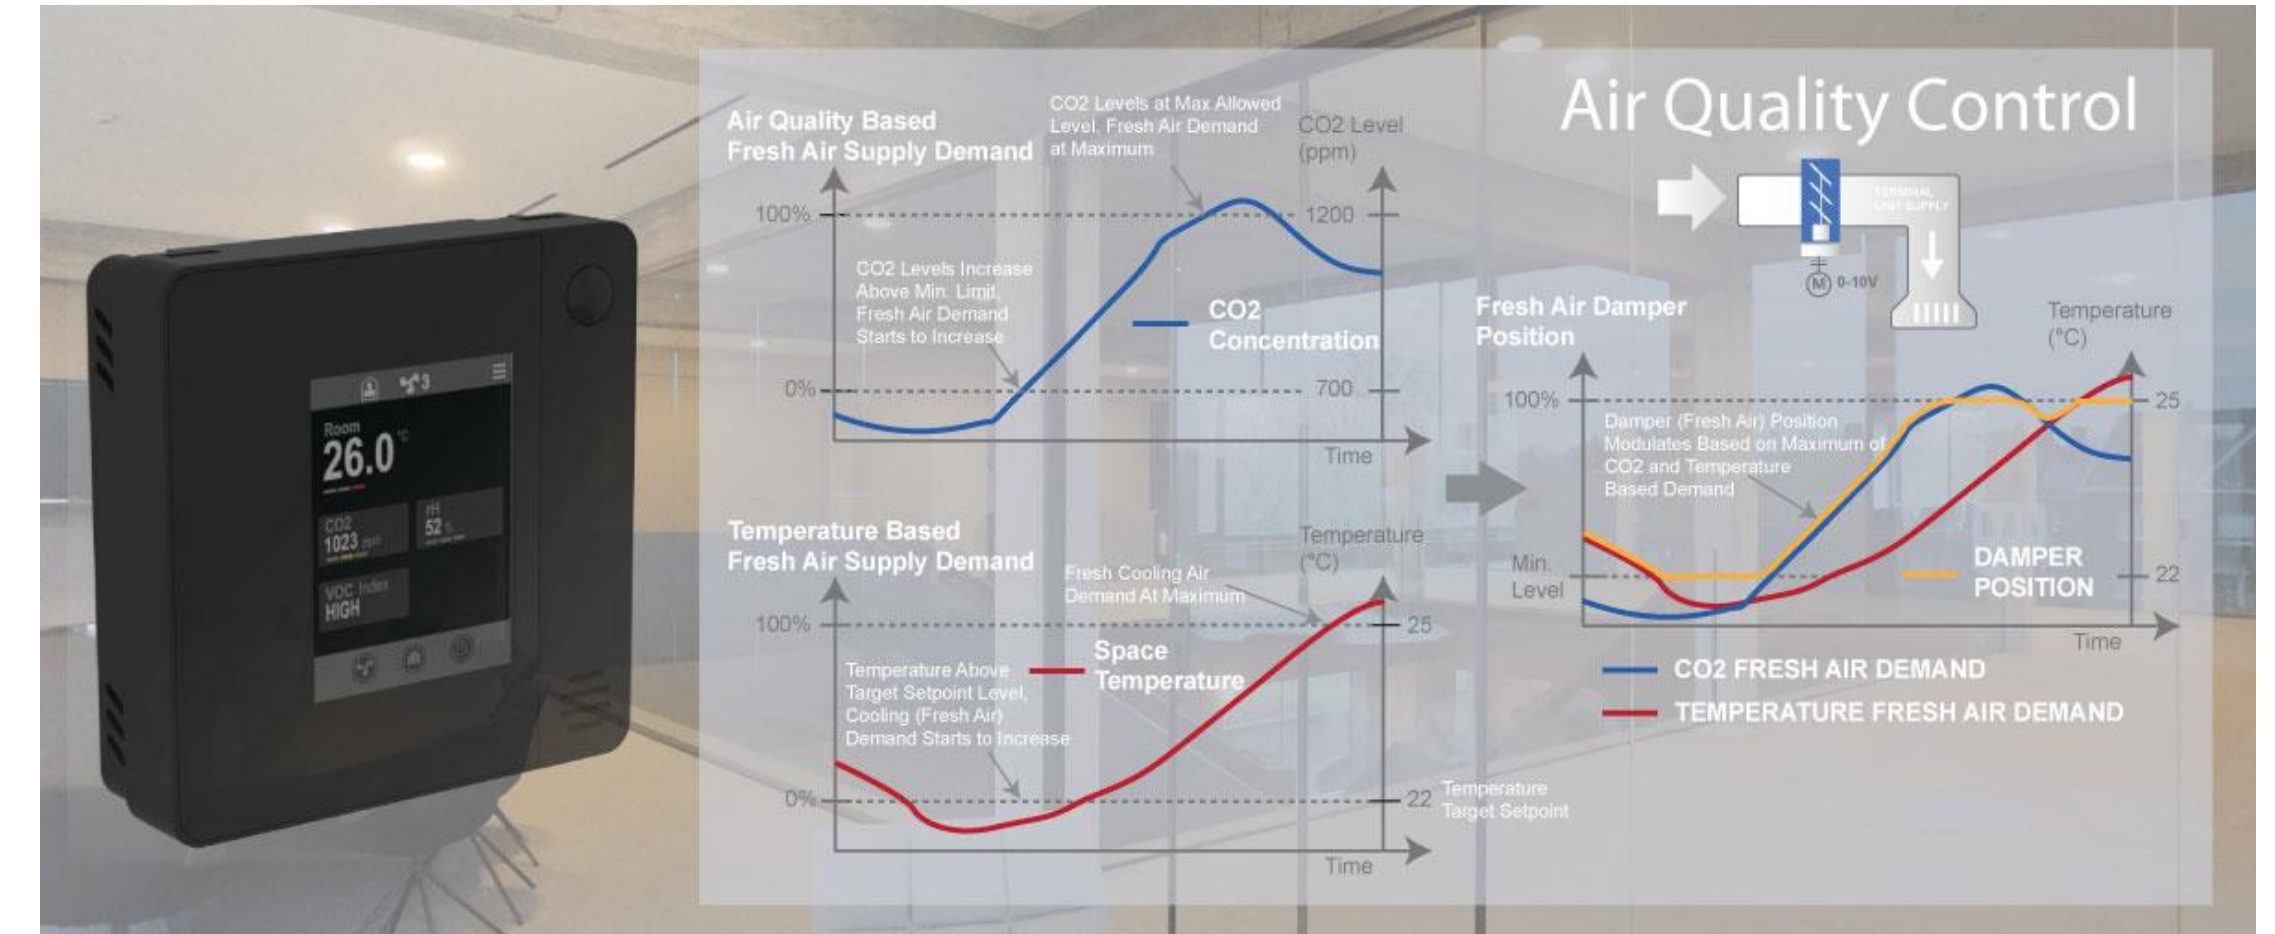 Air Quality Control
Air Quality Based
Fresh Air Supply Demand
CO2 Levels at Max Allowed
Level. Fresh Air Demand
at Maximum
CO2 Level
(ppm)
100%
1200
CO2 Levels Increase
Above Min. Limit,
Fresh Air Demand
Starts to Increase
CO2
Concentration
0%
700
Time
Temperature Based
Fresh Air Supply Demand
Temperature
(°C)
Fresh Cooling Air
Demand At Maximum
100%
25
Space
Temperature
Temperature Above
Target Setpoint Level,
Cooling (Fresh Air)
Demand Starts to Increase
0%
22
Temperature
Target Setpoint
Time
TERMINAL
UNIT SUPPLY
M
0-10V
Fresh Air Damper
Position
Temperature
(°C)
100%
25
Damper (Fresh Air) Position
Modulates Based on Maximum of
CO2 and Temperature
Based Demand
Min.
Level
22
DAMPER
POSITION
Time
CO2 FRESH AIR DEMAND
TEMPERATURE FRESH AIR DEMAND
3
Room
26.0 °C
CO2
1023 ppm
rH
52 %
VOC Index
HIGH